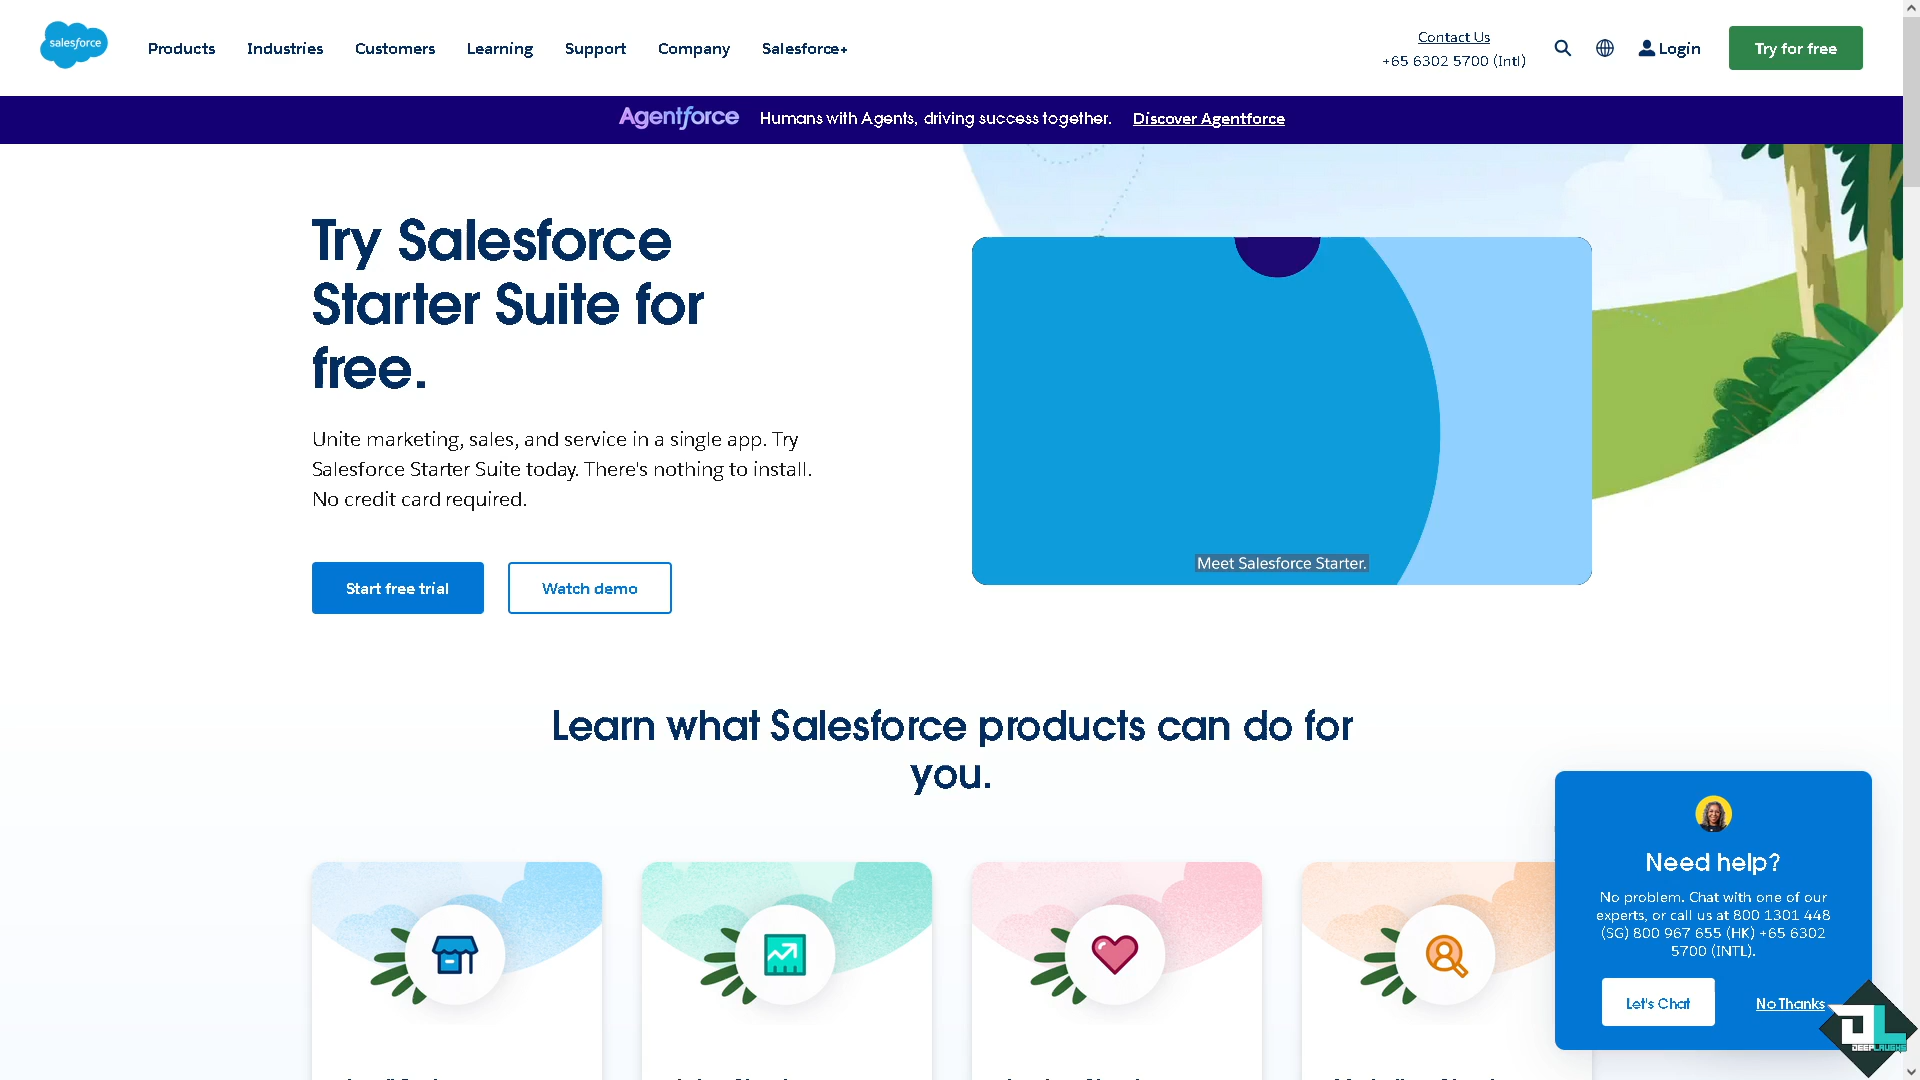 salesforce
Products
Industries
Customers
Learning
Support
Company
Salesforce+
Contact Us
+65 6302 5700 (Intl)
Login
Try for free
Agentforce
Humans with Agents, driving success together.
Discover Agentforce
Try Salesforce
Starter Suite for
free.
Unite marketing, sales, and service in a single app. Try
Salesforce Starter Suite today. There's nothing to install.
No credit card required.
Start free trial
Watch demo
Meet Salesforce Starter.
Learn what Salesforce products can do for
you.
Need help?
No problem. Chat with one of our
experts, or call us at 800 1301 448
(SG) 800 967 655 (HK) +65 6302
5700 (INTL).
Let's Chat
No Thanks
DEEPLAUGHS